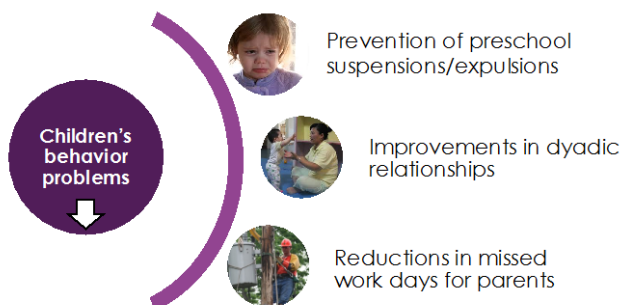 Children's
behavior
problems
Prevention of preschool
suspensions/expulsions
Improvements in dyadic
relationships
Reductions in missed
work days for parents